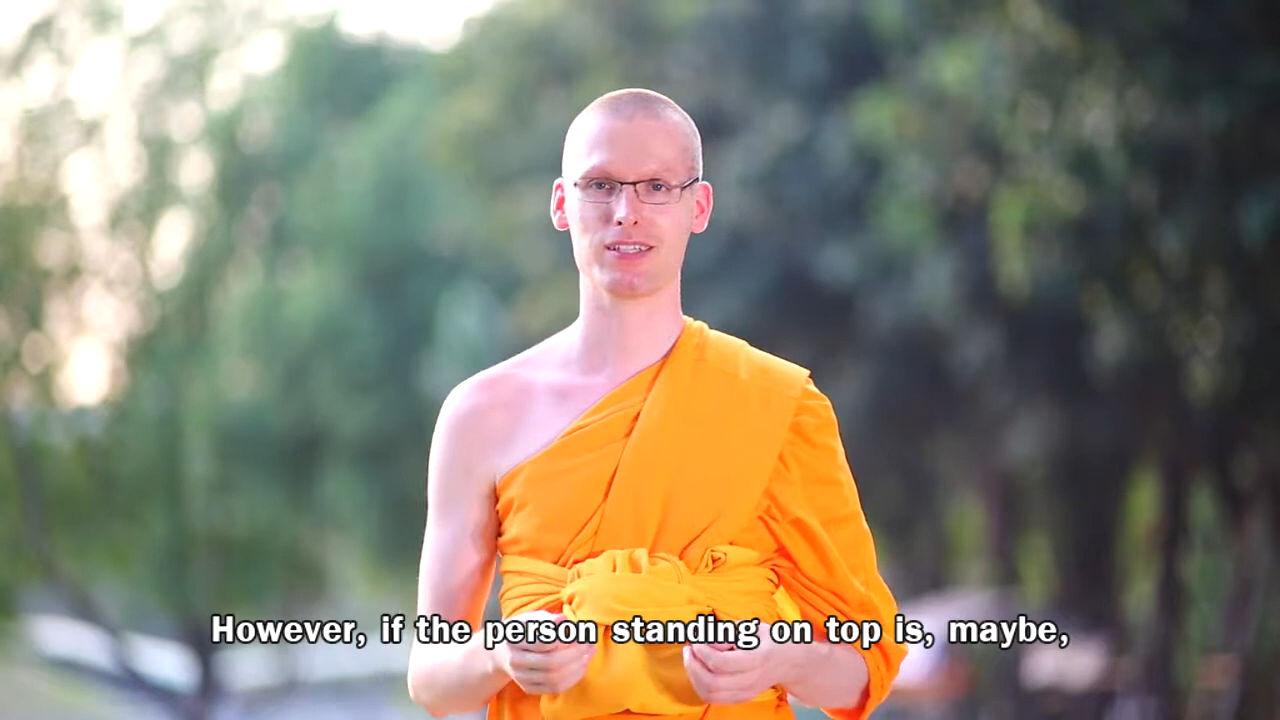 However, if the person standing on top is, maybe,